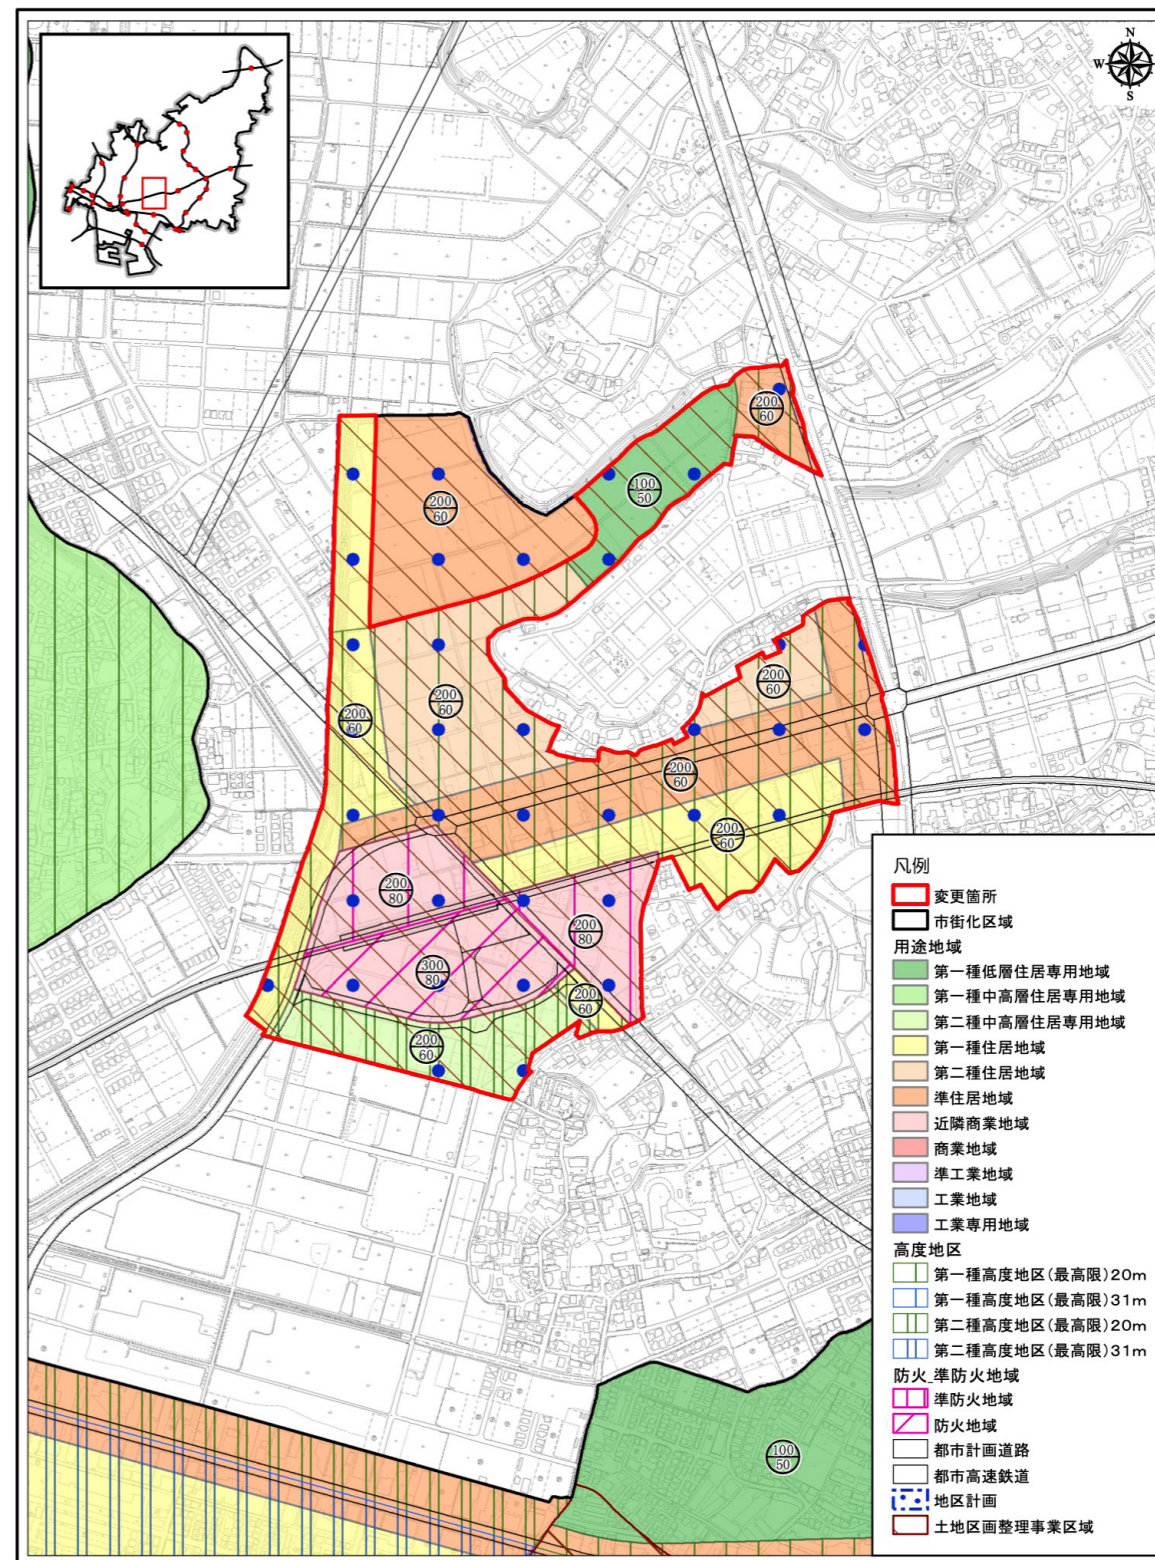 N
W
S
200
60
100
50
200
60
200
60
200
60
200
60
200
60
200
60
200
80
200
80
300
80
200
60
200
60
100
50
凡例
変更箇所
市街化区域
用途地域
第一種低層住居専用地域
第一種中高層住居専用地域
第二種中高層住居専用地域
第一種住居地域
第二種住居地域
準住居地域
近隣商業地域
商業地域
準工業地域
工業地域
工業専用地域
高度地区
第一種高度地区(最高限)20m
第一種高度地区(最高限)31m
第二種高度地区(最高限)20m
第二種高度地区(最高限)31m
防火_準防火地域
準防火地域
防火地域
都市計画道路
都市高速鉄道
地区計画
土地区画整理事業区域